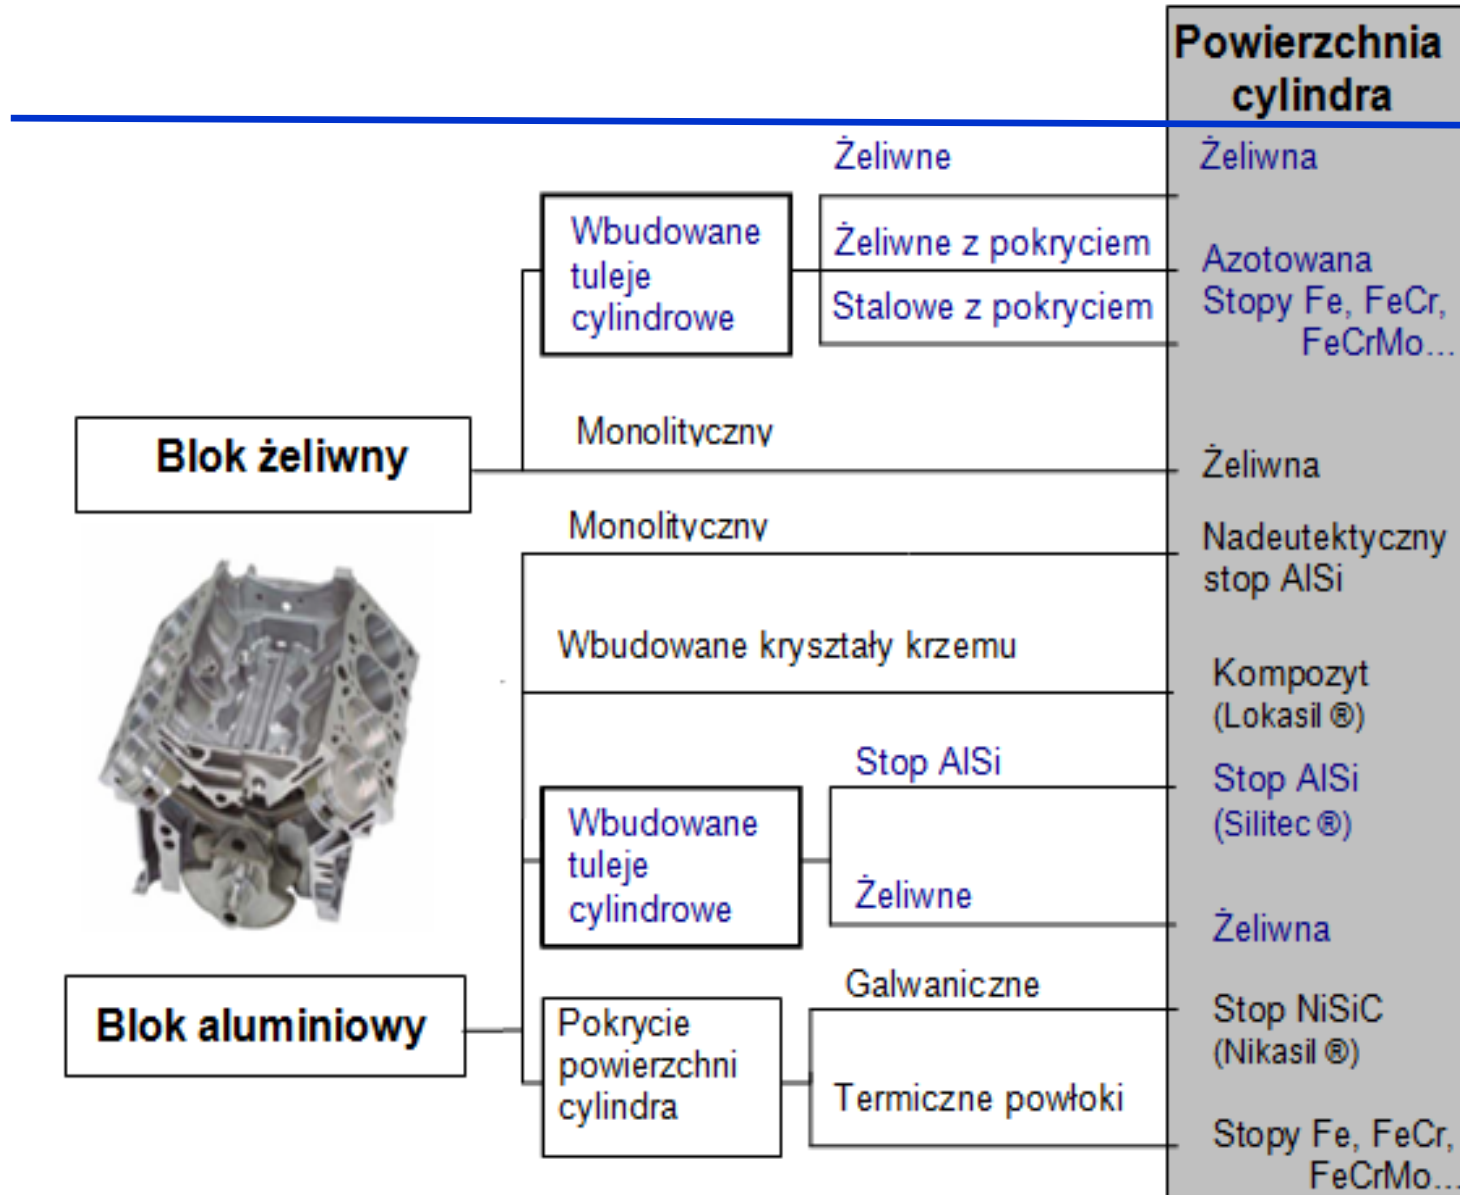 Powierzchnia
cylindra
Żeliwne
Żeliwna
Wbudowane
tuleje
cylindrowe
Żeliwne z pokryciem
Stalowe z pokryciem
Azotowana
Stopy Fe, FeCr,
FeCrMo...
Monolityczny
Blok żeliwny
Żeliwna
Monolityczny
Nadeutektyczny
stop AlSi
Wbudowane kryształy krzemu
Kompozyt
(Lokasil ®)
Stop AlSi
Stop AlSi
(Silitec ®)
Wbudowane
tuleje
cylindrowe
Żeliwne
Żeliwna
Blok aluminiowy
Galwaniczne
Stop NiSiC
(Nikasil ®)
Pokrycie
powierzchni
cylindra
Termiczne powłoki
Stopy Fe, FeCr,
FeCrMo...